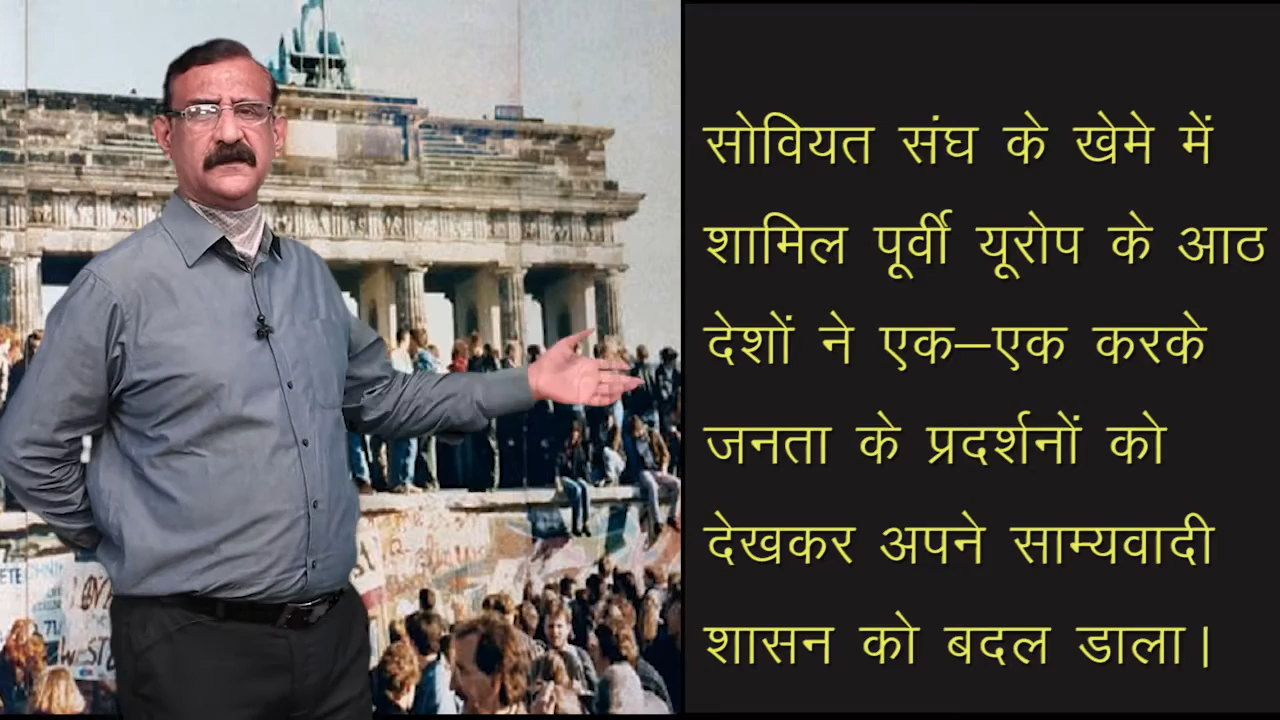 सोवियत संघ के खेमे में
शामिल पूर्वी यूरोप के आठ
देशों ने एक–एक करके
जनता के प्रदर्शनों को
देखकर अपने साम्यवादी
शासन को बदल डाला।